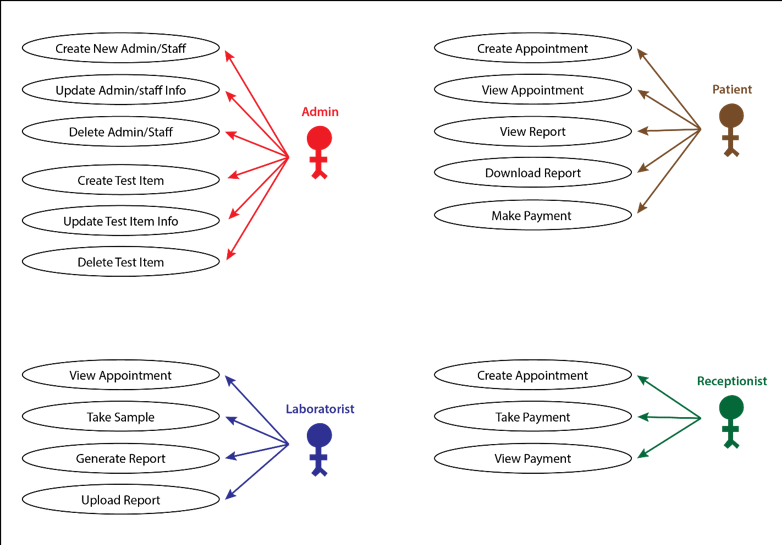 Create New Admin/Staff
Update Admin/staff Info
Delete Admin/Staff
Create Test Item
Update Test Item Info
Delete Test Item
Admin
Create Appointment
View Appointment
View Report
Download Report
Make Payment
Patient
View Appointment
Take Sample
Generate Report
Upload Report
Laboratorist
Create Appointment
Take Payment
View Payment
Receptionist